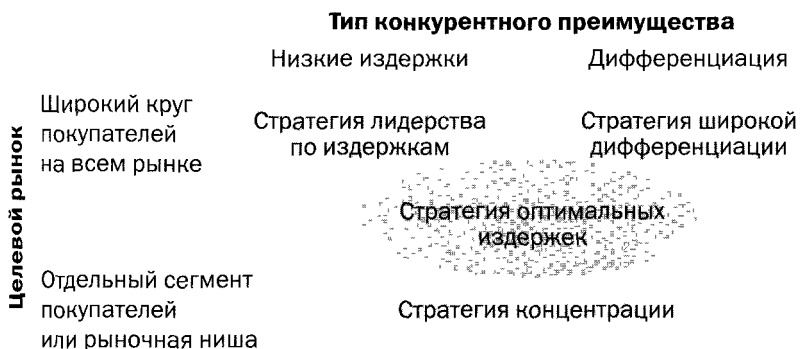 Тип конкурентного преимущества
Низкие издержки
Дифференциация
Целевой рынок
Широкий круг
покупателей
на всем рынке
Стратегия лидерства
по издержкам
Стратегия широкой
дифференциации
Стратегия оптимальных
издержек
Отдельный сегмент
покупателей
или рыночная ниша
Стратегия концентрации